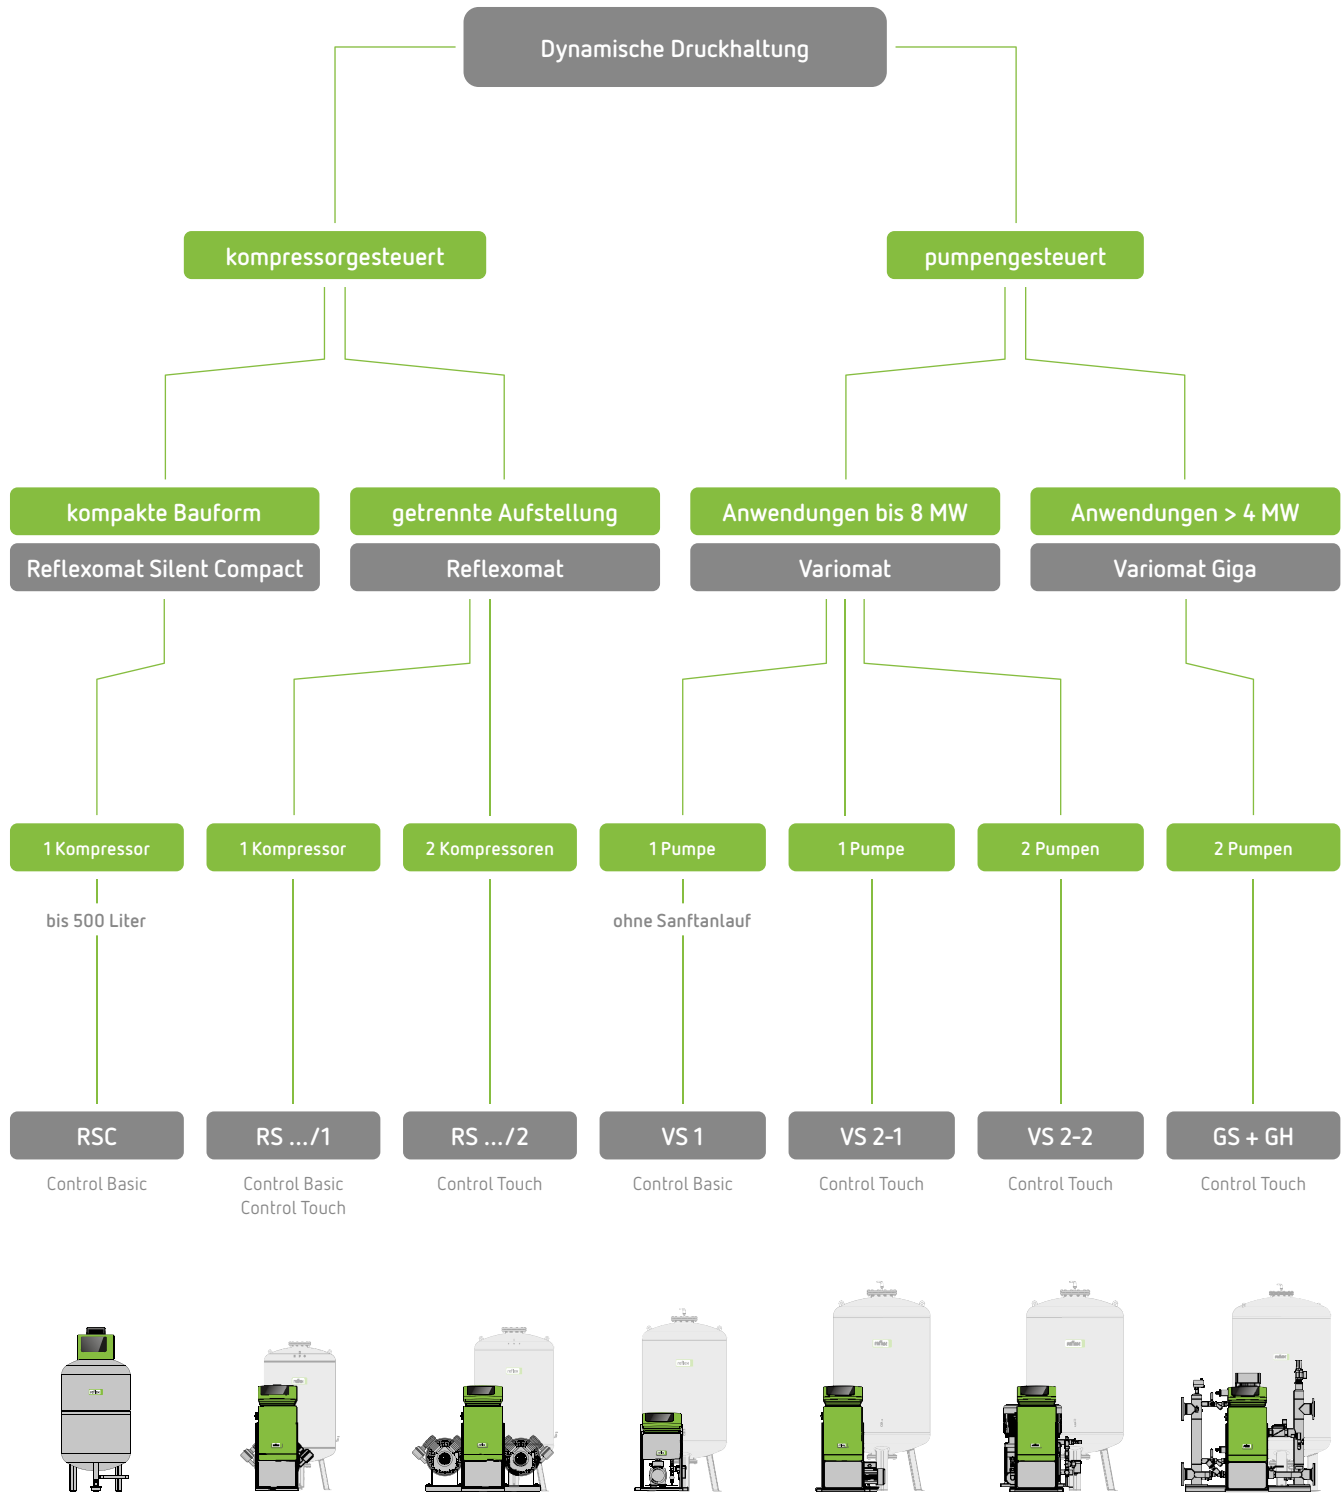 Dynamische Druckhaltung
kompressorgesteuert
pumpengesteuert
kompakte Bauform
getrennte Aufstellung
Anwendungen bis 8 MW
Anwendungen > 4 MW
Reflexomat Silent Compact
Reflexomat
Variomat
Variomat Giga
1 Kompressor
1 Kompressor
2 Kompressoren
1 Pumpe
1 Pumpe
2 Pumpen
2 Pumpen
bis 500 Liter
ohne Sanftanlauf
RSC
RS .../1
RS .../2
VS 1
VS 2-1
VS 2-2
GS + GH
Control Basic
Control Basic
Control Touch
Control Touch
Control Basic
Control Touch
Control Touch
Control Touch